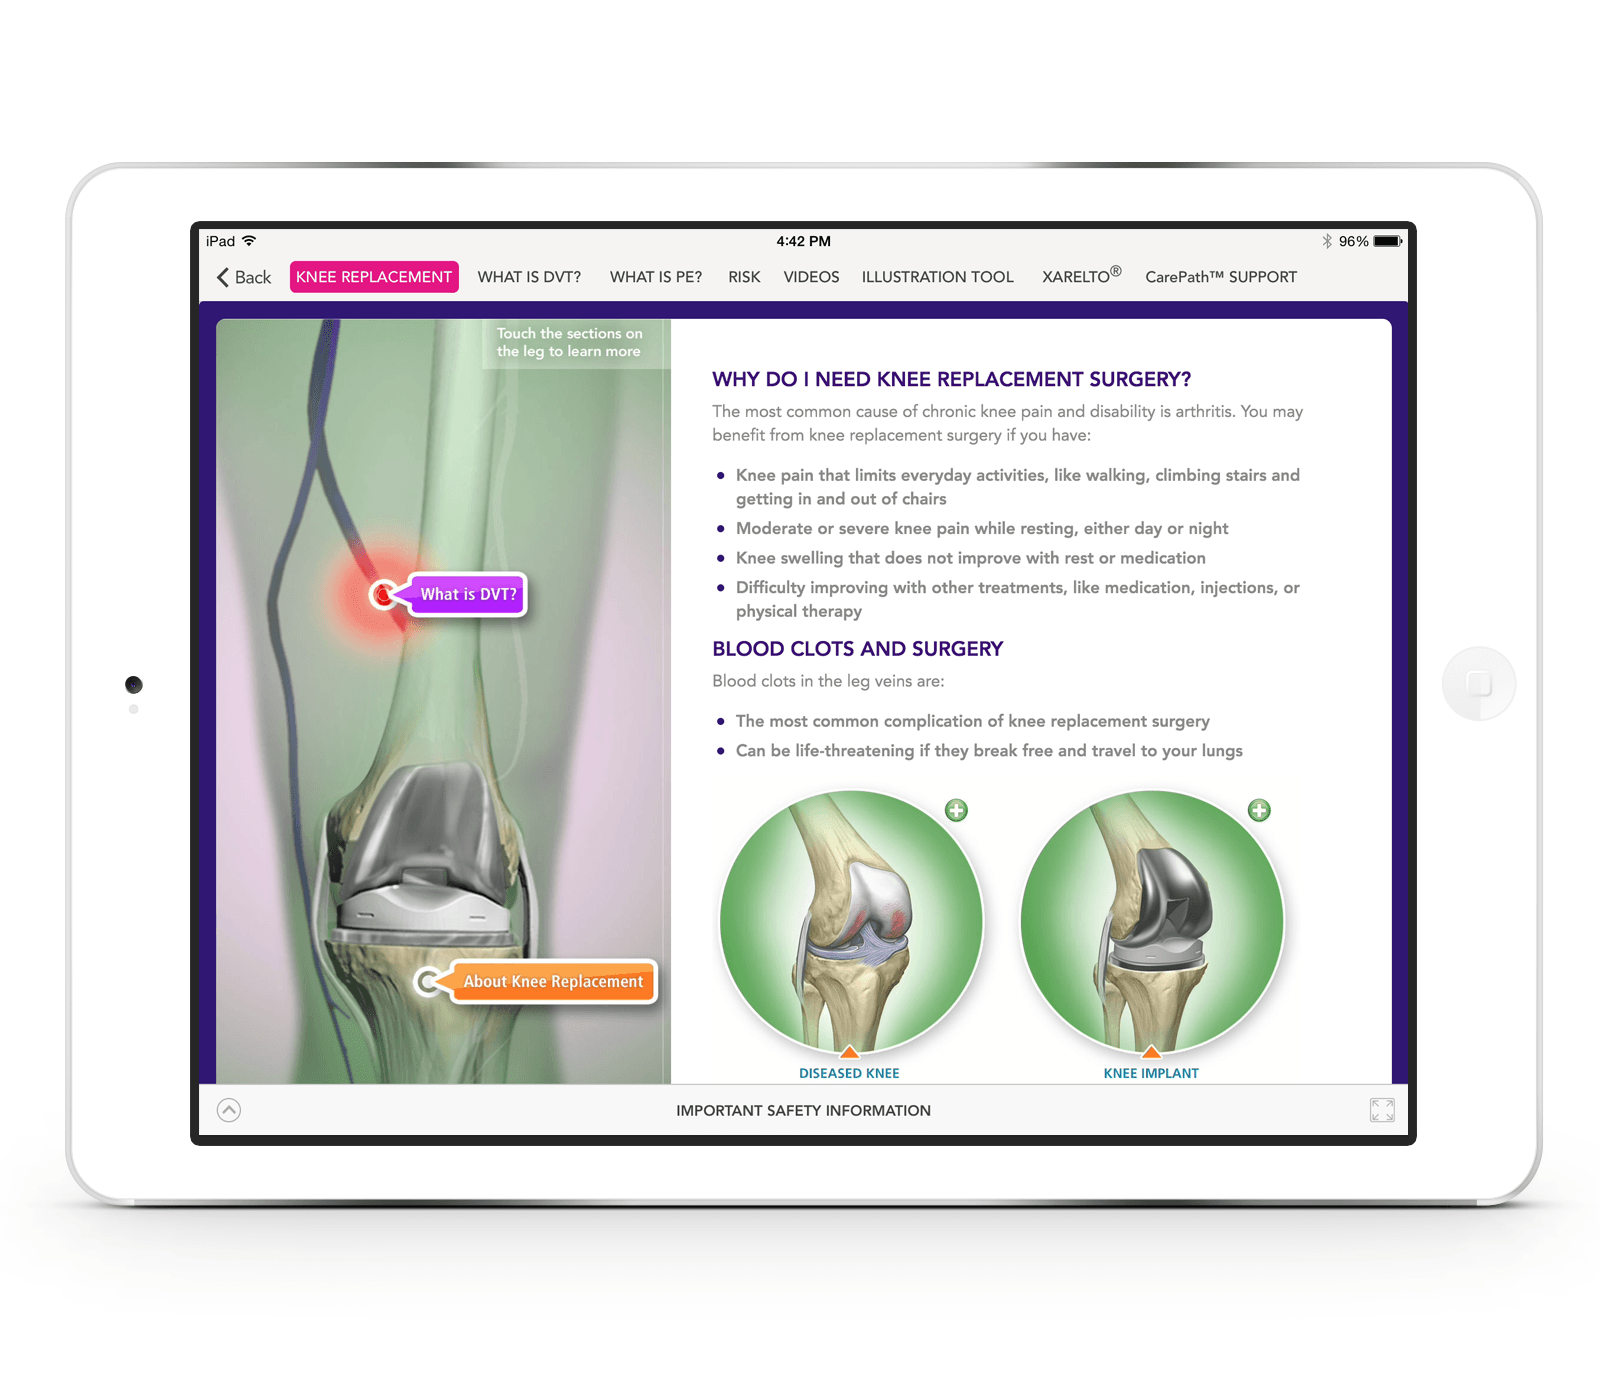 iPad 4:42 PM 96%
Back KNEE REPLACEMENT WHAT IS DVT? WHAT IS PE? RISK VIDEOS ILLUSTRATION TOOL XARELTO® CarePath™ SUPPORT
Touch the sections on
the leg to learn more
What is DVT?
About Knee Replacement
WHY DO I NEED KNEE REPLACEMENT SURGERY?
The most common cause of chronic knee pain and disability is arthritis. You may
benefit from knee replacement surgery if you have:
• Knee pain that limits everyday activities, like walking, climbing stairs and
getting in and out of chairs
• Moderate or severe knee pain while resting, either day or night
• Knee swelling that does not improve with rest or medication
• Difficulty improving with other treatments, like medication, injections, or
physical therapy
BLOOD CLOTS AND SURGERY
Blood clots in the leg veins are:
• The most common complication of knee replacement surgery
• Can be life-threatening if they break free and travel to your lungs
DISEASED KNEE
KNEE IMPLANT
IMPORTANT SAFETY INFORMATION